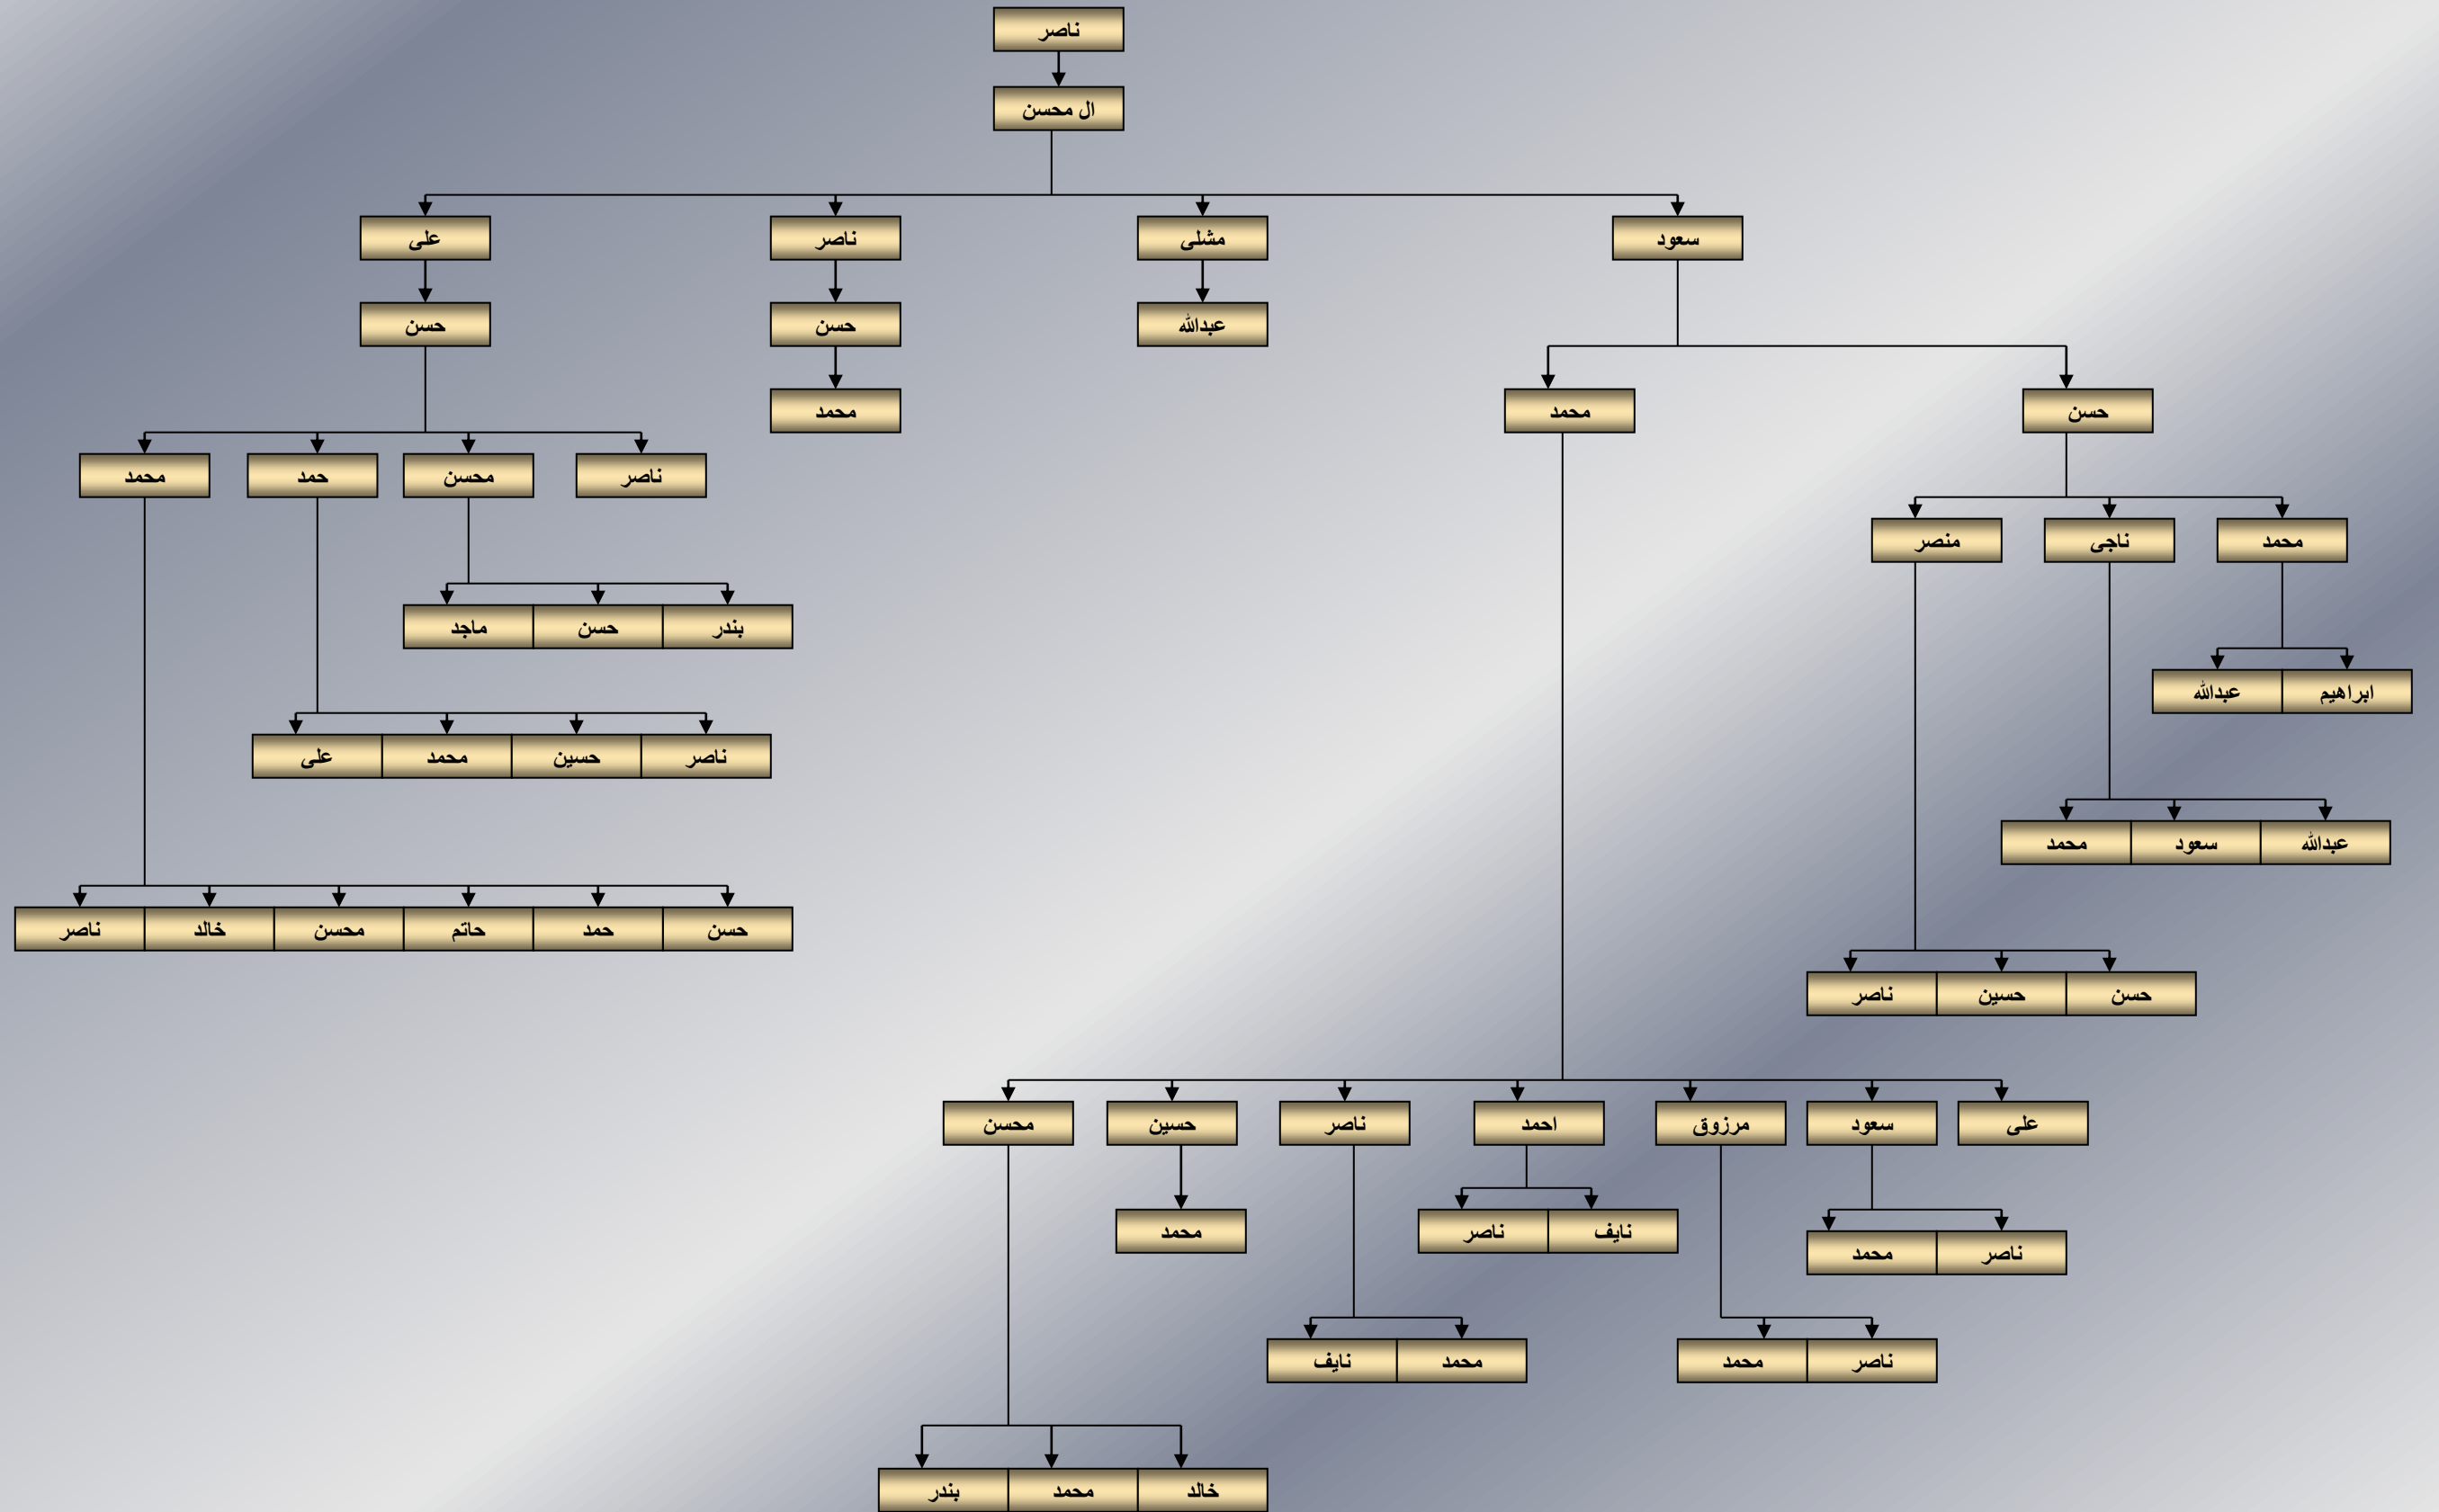 ناصر
ال محسن
سعود
مشلى
ناصر
على
عبدالله
حسن
حسن
حسن
محمد
محمد
ناصر
محسن
حمد
محمد
محمد
ناجى
منصر
بندر
حسن
ماجد
ابراهيم
عبدالله
ناصر
حسين
محمد
على
عبدالله
سعود
محمد
حسن
حمد
حاتم
محسن
خالد
ناصر
حسن
حسين
ناصر
على
سعود
مرزوق
احمد
ناصر
حسين
محسن
نايف
ناصر
محمد
ناصر
محمد
ناصر
محمد
محمد
نايف
خالد
محمد
بندر